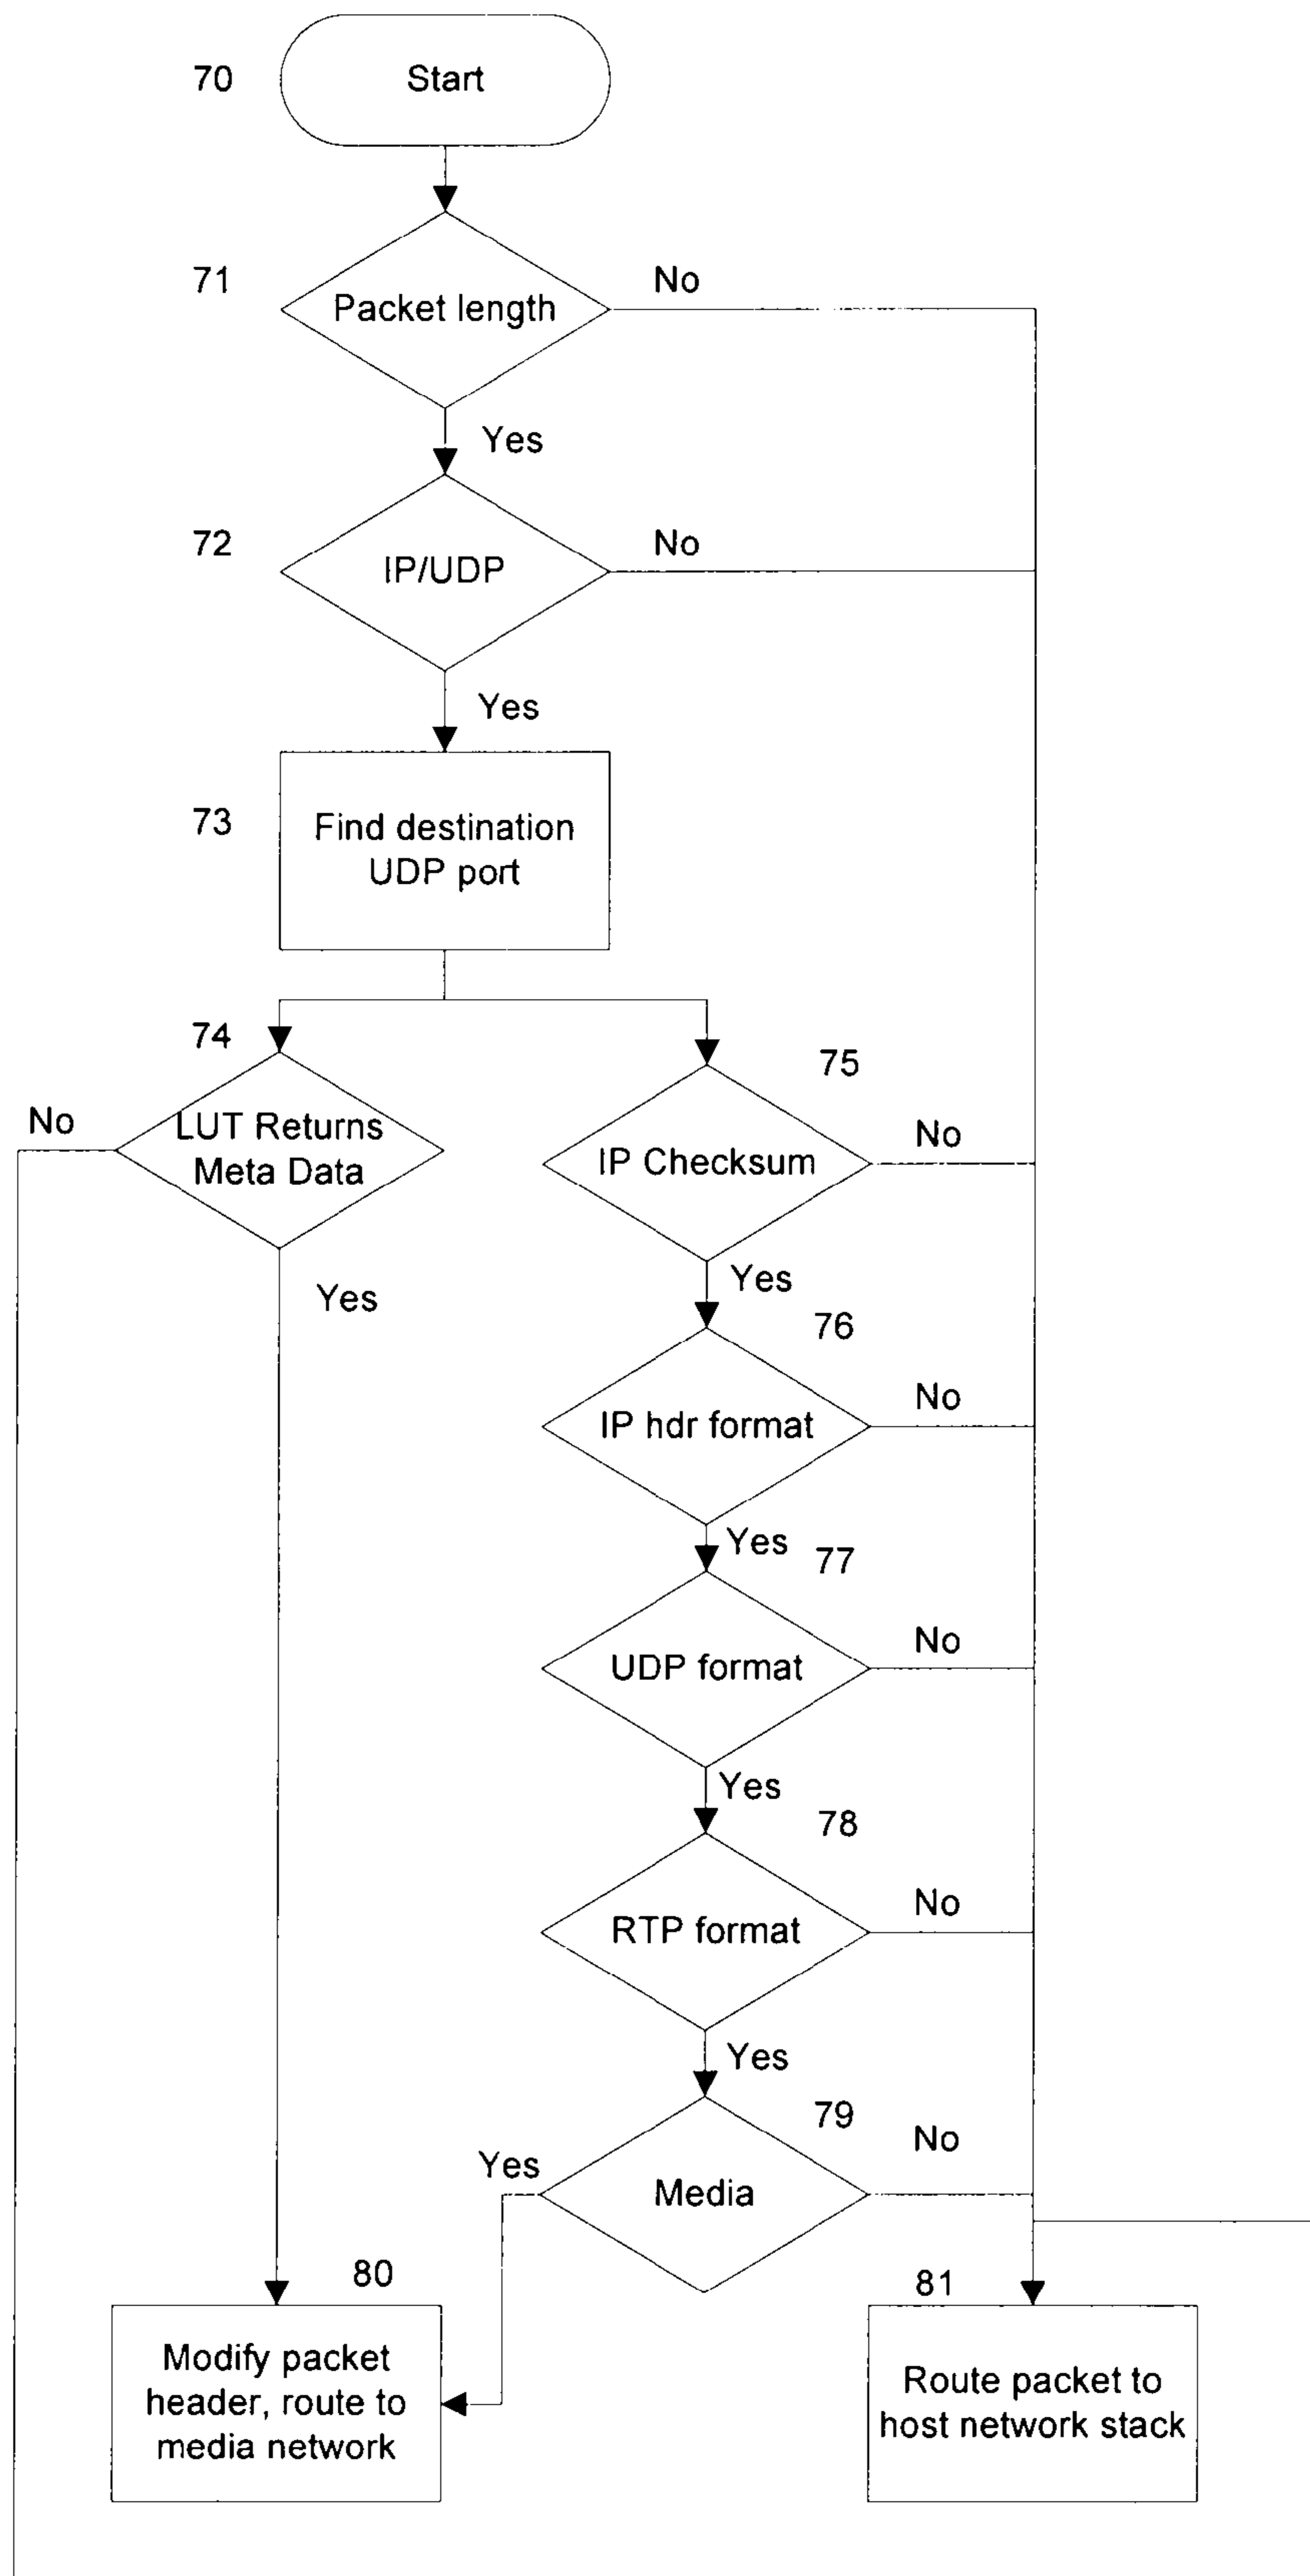 70
Start
71
Packet length
No
Yes
72
IP/UDP
No
Yes
73
Find destination
UDP port
74
LUT Returns
Meta Data
No
Yes
75
IP Checksum
No
Yes
76
IP hdr format
No
Yes
77
UDP format
No
Yes
78
RTP format
No
Yes
79
Media
No
Yes
80
Modify packet
header, route to
media network
81
Route packet to
host network stack